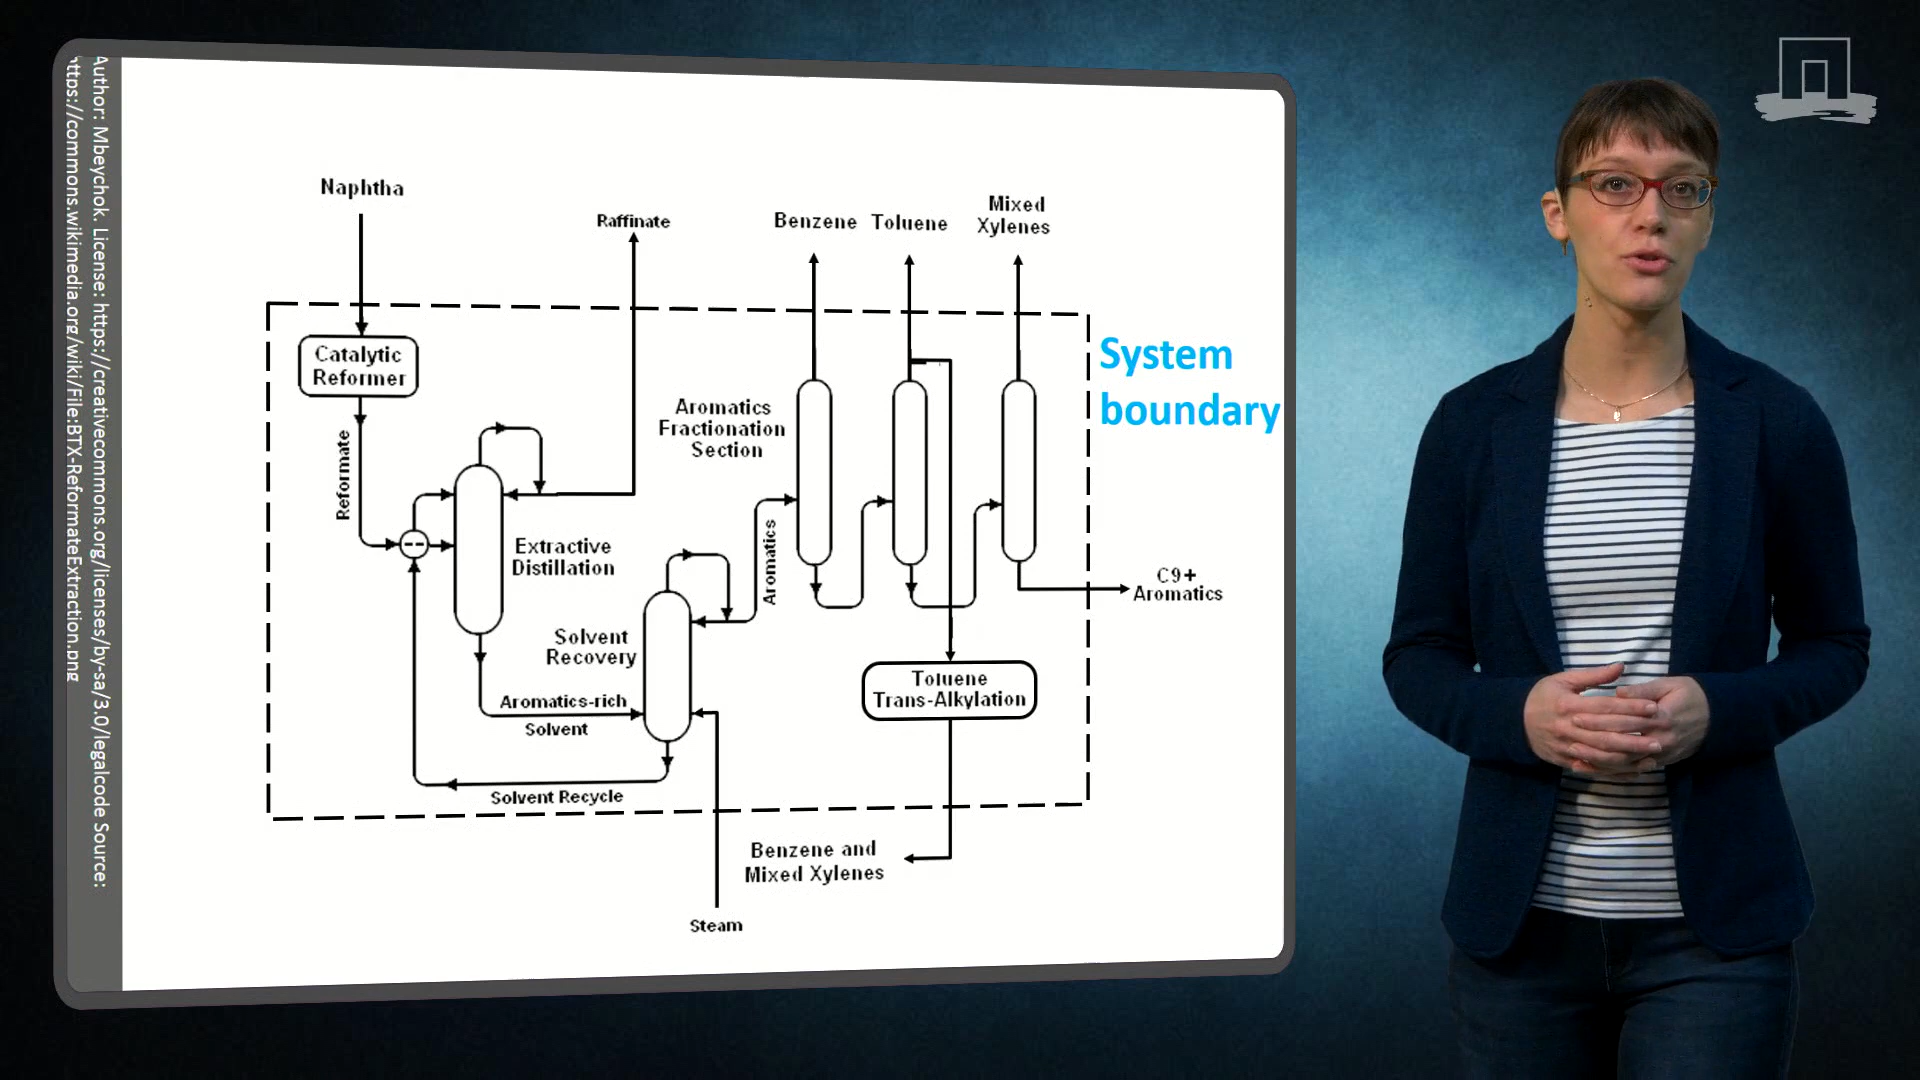 Author: Mbeychok. License: https://creativecommons.org/licenses/by-sa/3.0/legalcode Source:
https://commons.wikimedia.org/wiki/File:BTX-ReformateExtraction.png
Naphtha
Raffinate
Benzene
Toluene
Mixed
Xylenes
Catalytic
Reformer
System
boundary
Reformate
Aromatics
Fractionation
Section
Extractive
Distillation
Aromatics
C9+
Aromatics
Solvent
Recovery
Aromatics-rich
Solvent
Toluene
Trans-Alkylation
Solvent Recycle
Benzene and
Mixed Xylenes
Steam